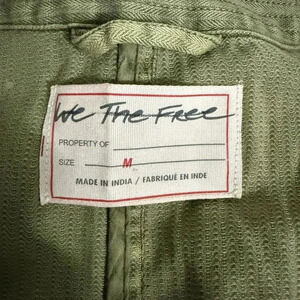 We The Free
PROPERTY OF
SIZE M
MADE IN INDIA / FABRIQUÉ EN INDE